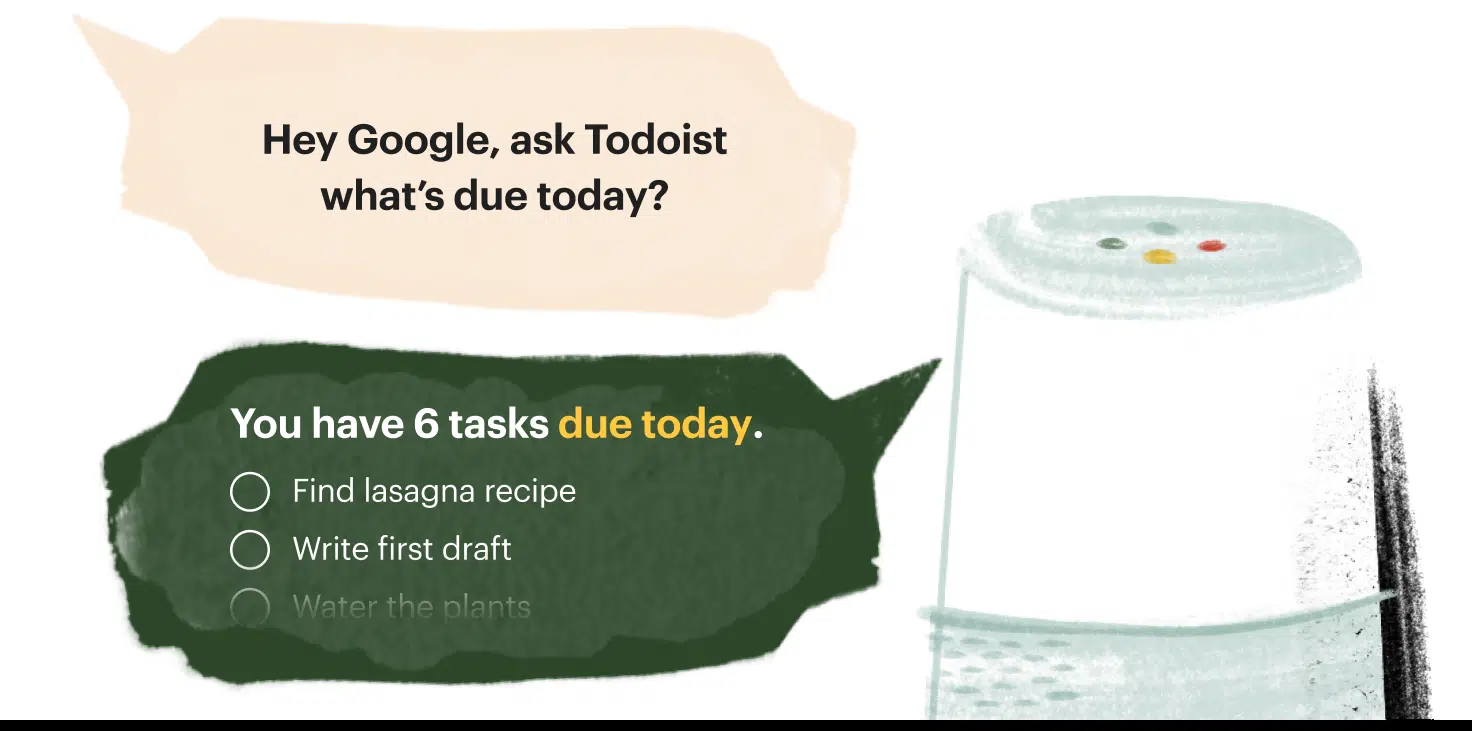 Hey Google, ask Todoist
what’s due today?
You have 6 tasks due today.
Find lasagna recipe
Write first draft
Water the plants